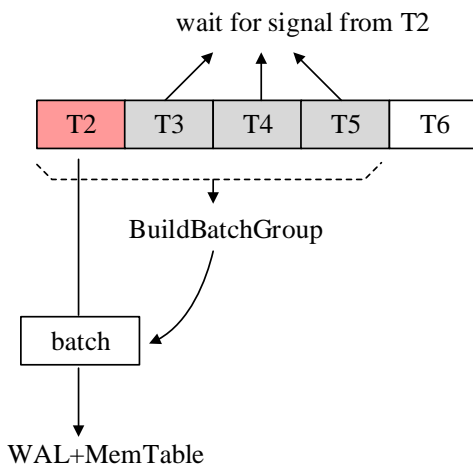 wait for signal from T2
T2 T3 T4 T5 T6
BuildBatchGroup
batch
WAL+MemTable